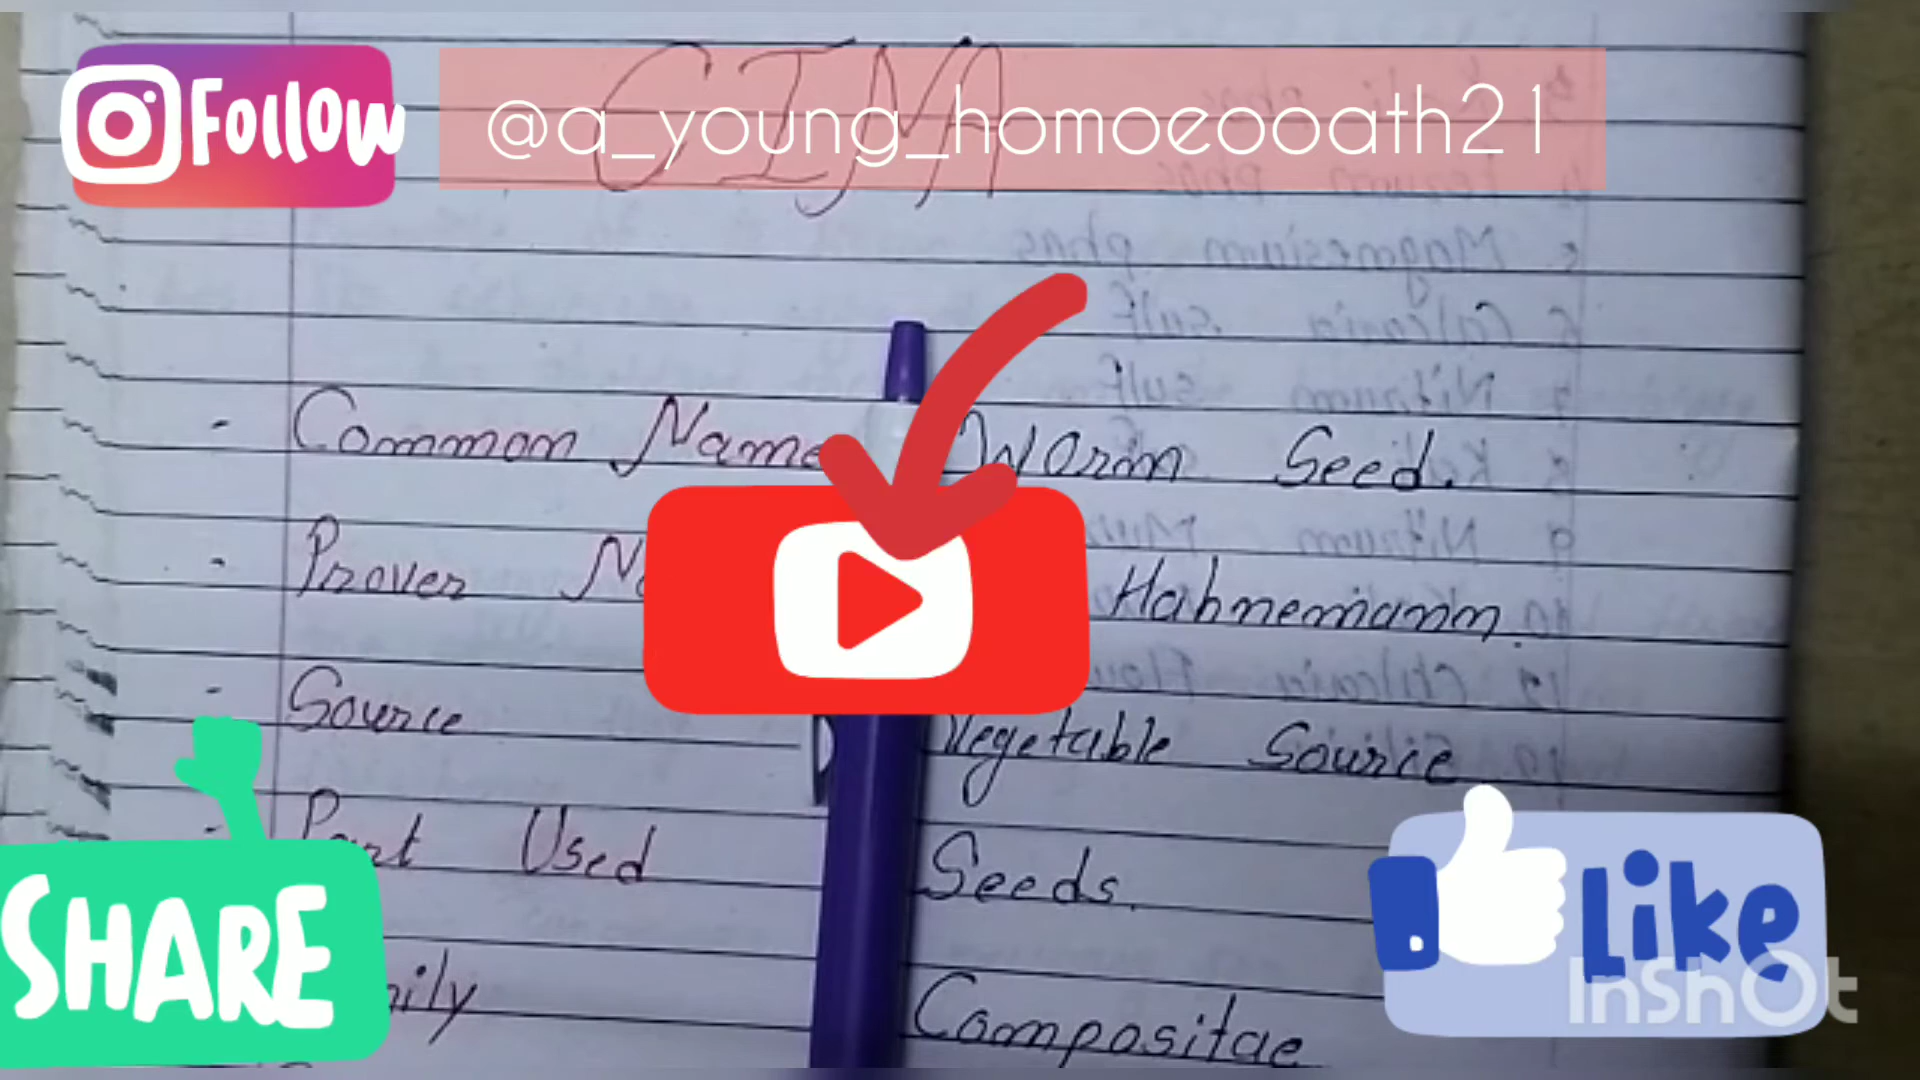 Follow
@a_young_homoeooath21
CINA
Common Name Worm Seed.
Prover Hahnemann.
Source Vegetable Source
Part Used Seeds.
Compositae
SHARE
Like
InShOt